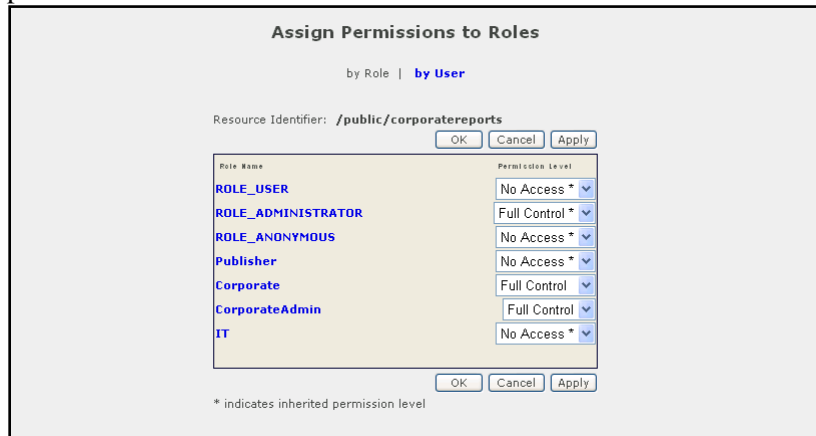 Assign Permissions to Roles
by Role | by User
Resource Identifier: /public/corporatereports
OK Cancel Apply
Role Name Permission Level
ROLE_USER No Access *
ROLE_ADMINISTRATOR Full Control *
ROLE_ANONYMOUS No Access *
Publisher No Access *
Corporate Full Control
CorporateAdmin Full Control
IT No Access *
OK Cancel Apply
* indicates inherited permission level